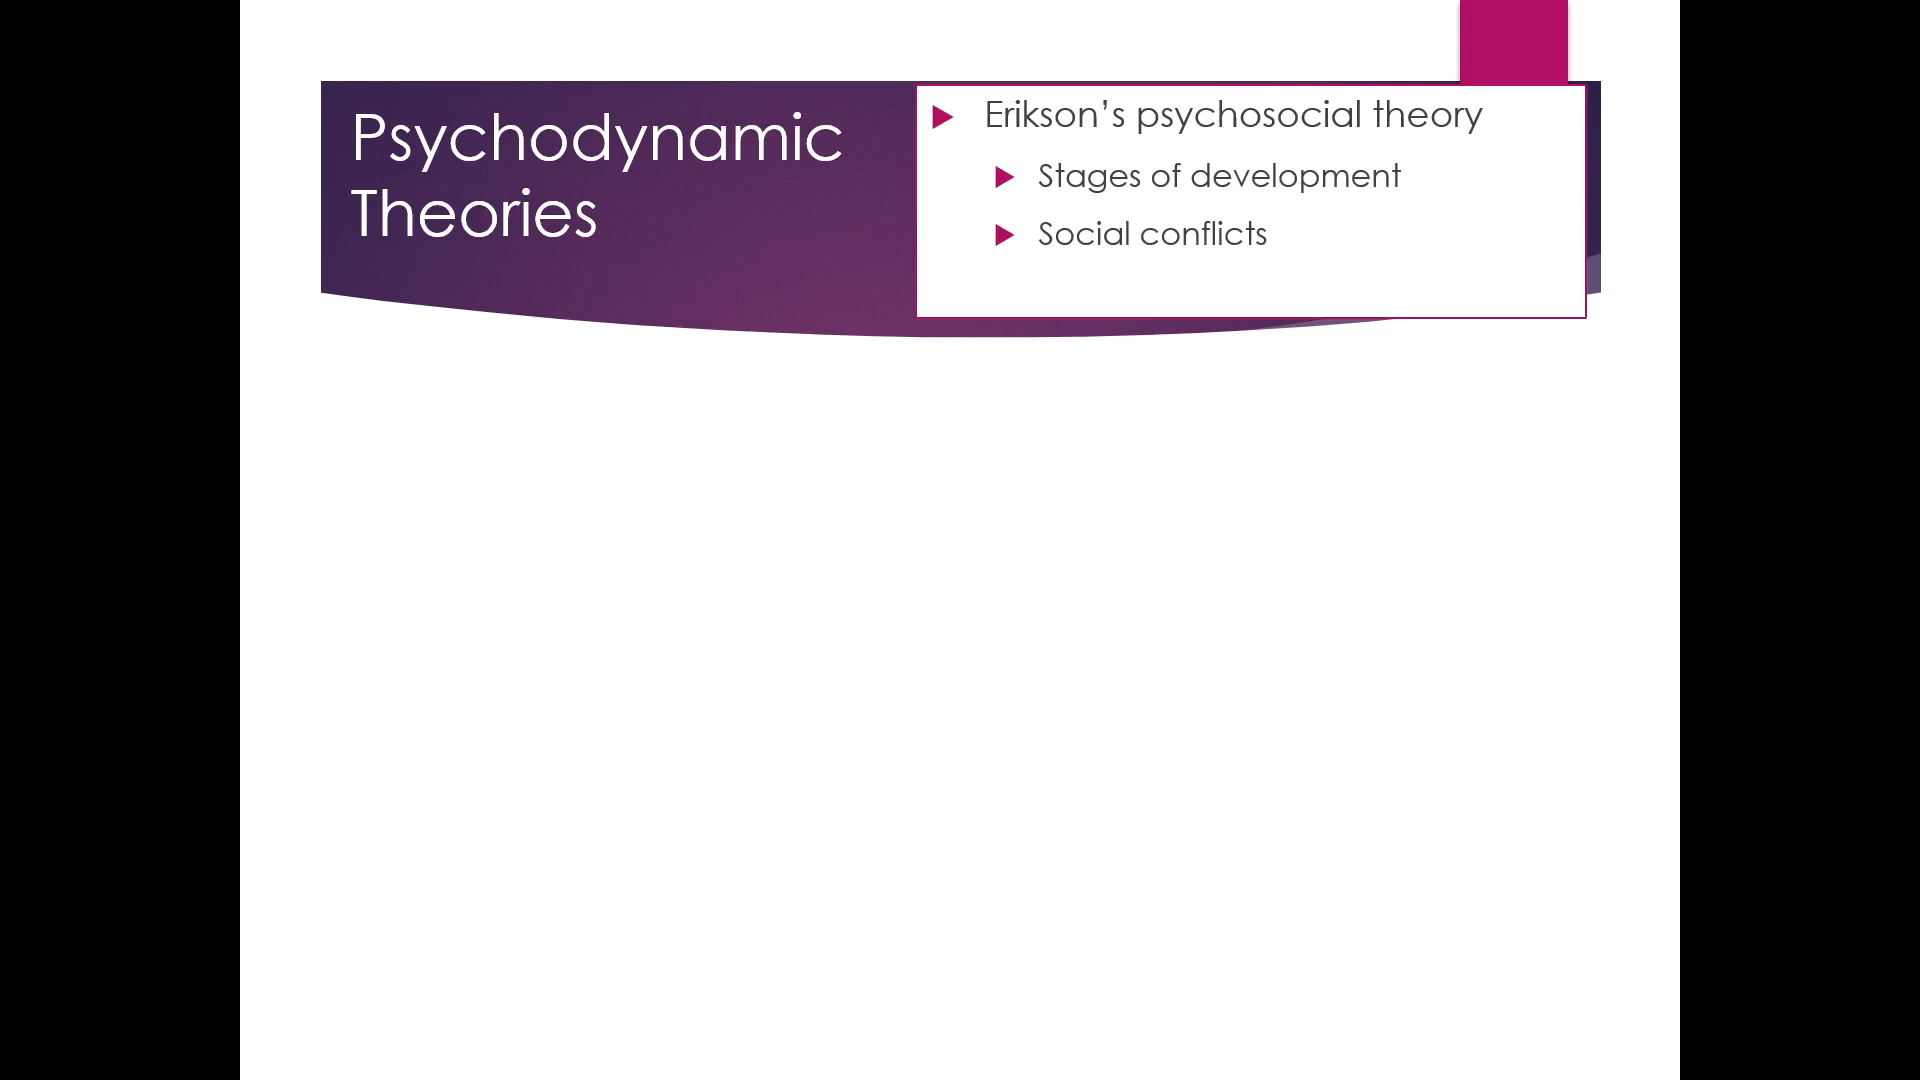 Psychodynamic
Theories
Erikson’s psychosocial theory
Stages of development
Social conflicts